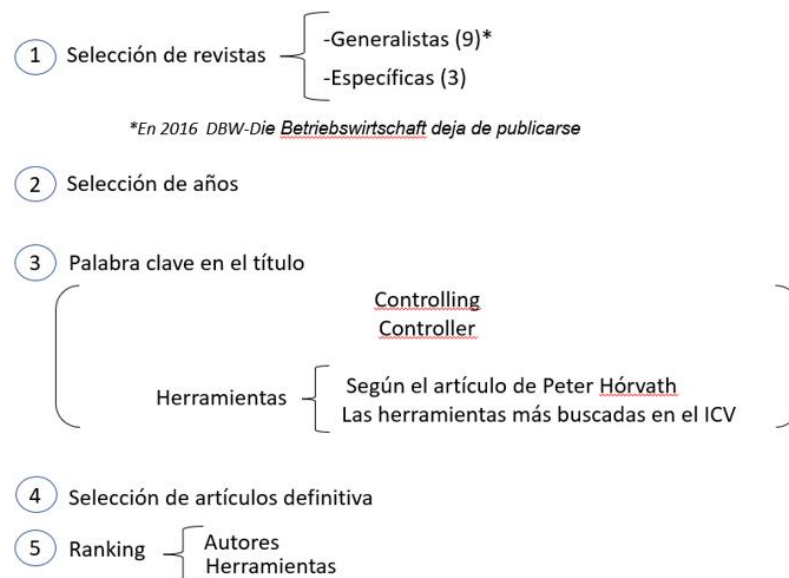 1 Selección de revistas
-Generalistas (9)*
-Específicas (3)
*En 2016 DBW-Die Betriebswirtschaft deja de publicarse
2 Selección de años
3 Palabra clave en el título
Controlling
Controller
Herramientas
Según el artículo de Peter Hórvath
Las herramientas más buscadas en el ICV
4 Selección de artículos definitiva
5 Ranking
Autores
Herramientas